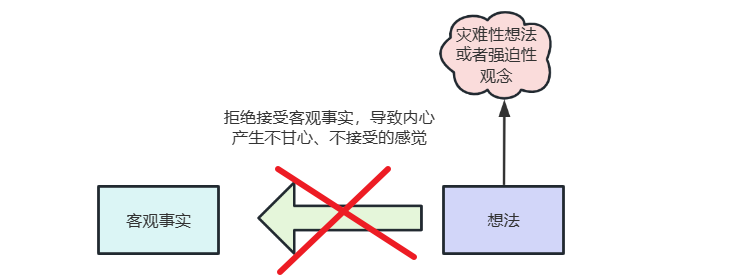 灾难性想法
或者强迫性
观念
拒绝接受客观事实，导致内心
产生不甘心、不接受的感觉
客观事实
想法